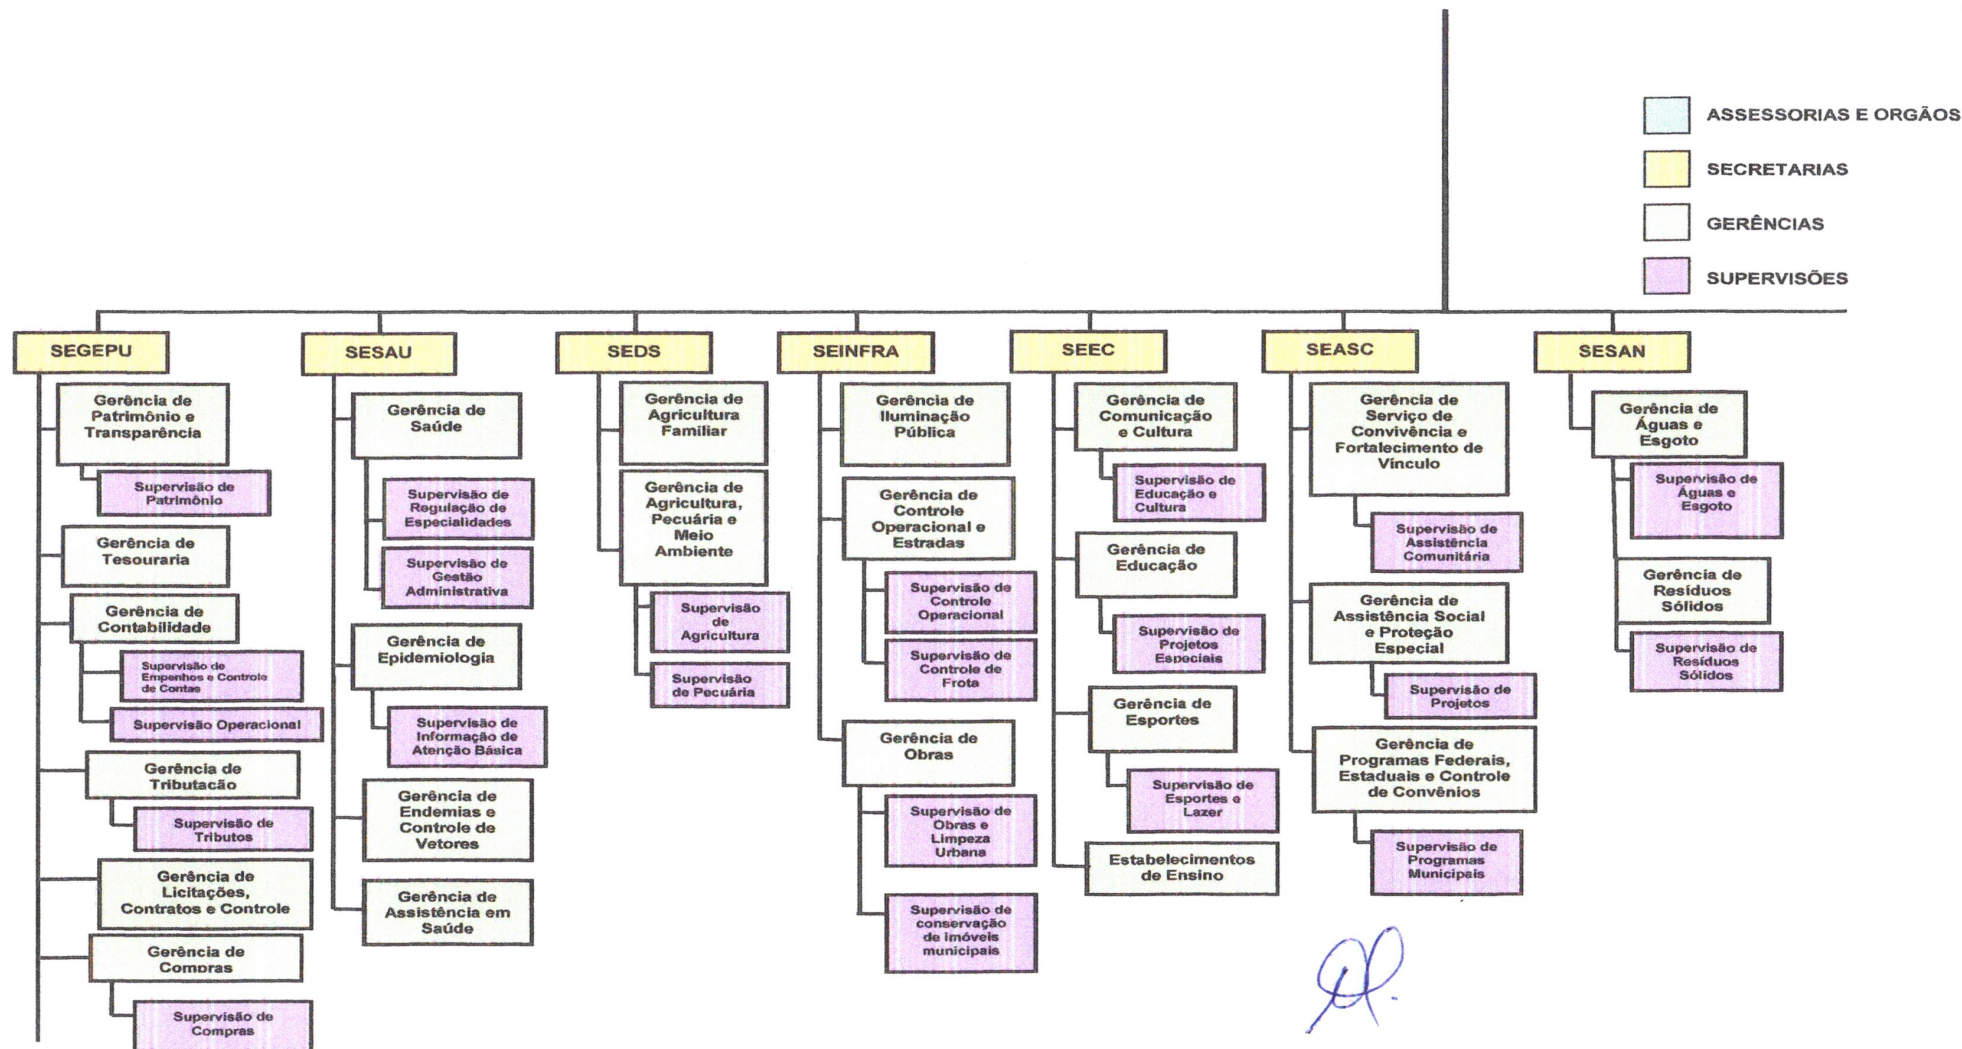 ASSESSORIAS E ORGÃOS
SECRETARIAS
GERÊNCIAS
SUPERVISÕES
SEGEPU
Gerência de
Patrimônio e
Transparência
Supervisão de
Patrimônio
Gerência de
Tesouraria
Gerência de
Contabilidade
Supervisão de
Empenhos e Controle
de Contas
Supervisão Operacional
Gerência de
Tributacão
Supervisão de
Tributos
Gerência de
Licitações,
Contratos e Controle
Gerência de
Compras
Supervisão de
Compras
SESAU
Gerência de
Saúde
Supervisão de
Regulação de
Especialidades
Supervisão de
Gestão
Administrativa
Gerência de
Epidemiologia
Supervisão de
Informação de
Atenção Básica
Gerência de
Endemias e
Controle de
Vetores
Gerência de
Assistência em
Saúde
SEDS
Gerência de
Agricultura
Familiar
Gerência de
Agricultura,
Pecuária e
Meio
Ambiente
Supervisão
de
Agricultura
Supervisão
de Pecuária
SEINFRA
Gerência de
Iluminação
Pública
Gerência de
Controle
Operacional e
Estradas
Supervisão de
Controle
Operacional
Supervisão de
Controle de
Frota
Gerência de
Obras
Supervisão de
Obras e
Limpeza
Urbana
Supervisão de
conservação
de imóveis
municipais
SEEC
Gerência de
Comunicação
e Cultura
Supervisão de
Educação e
Cultura
Gerência de
Educação
Supervisão de
Projetos
Especiais
Gerência de
Esportes
Supervisão de
Esportes e
Lazer
Estabelecimentos
de Ensino
SEASC
Gerência de
Serviço de
Convivência e
Fortalecimento de
Vínculo
Supervisão de
Assistência
Comunitária
Gerência de
Assistência Social
e Proteção
Especial
Supervisão de
Projetos
Gerência de
Programas Federais,
Estaduais e Controle
de Convênios
Supervisão de
Programas
Municipais
SESAN
Gerência de
Águas e
Esgoto
Supervisão de
Águas e
Esgoto
Gerência de
Resíduos
Sólidos
Supervisão de
Resíduos
Sólidos